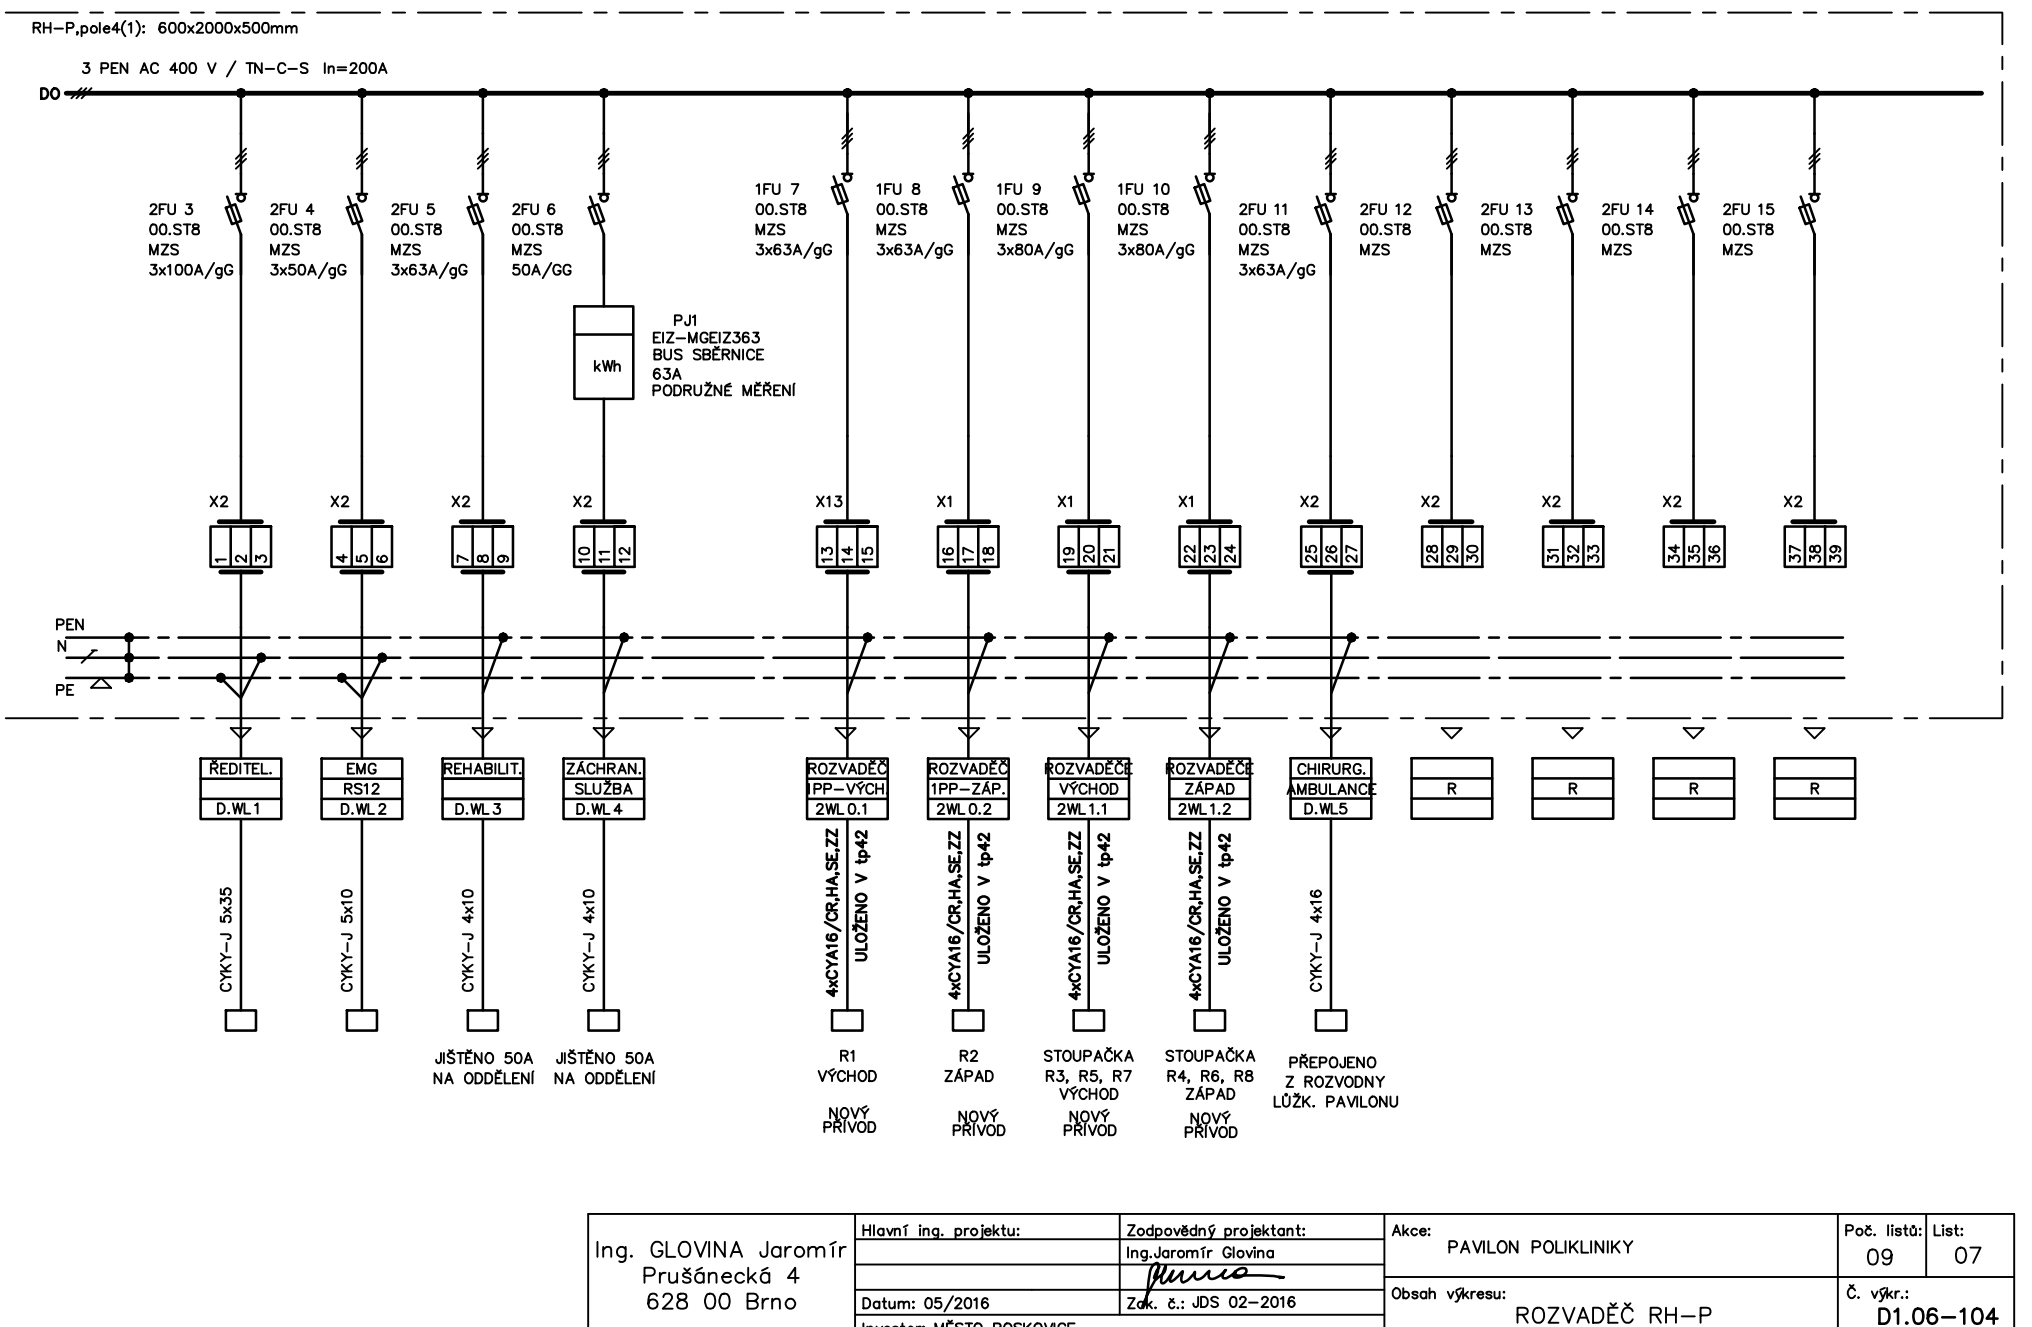 RH-P,pole4(1): 600x2000x500mm
3 PEN AC 400 V / TN-C-S In=200A
DO
2FU 3
00.ST8
MZS
3x100A/gG
2FU 4
00.ST8
MZS
3x50A/gG
2FU 5
00.ST8
MZS
3x63A/gG
2FU 6
00.ST8
MZS
50A/GG
1FU 7
00.ST8
MZS
3x63A/gG
1FU 8
00.ST8
MZS
3x63A/gG
1FU 9
00.ST8
MZS
3x80A/gG
1FU 10
00.ST8
MZS
3x80A/gG
2FU 11
00.ST8
MZS
3x63A/gG
2FU 12
00.ST8
MZS
2FU 13
00.ST8
MZS
2FU 14
00.ST8
MZS
2FU 15
00.ST8
MZS
kWh
PJ1
EIZ-MGEIZ363
BUS SBĚRNICE
63A
PODRUŽNÉ MĚŘENÍ
X2 X2 X2 X2 X13 X1 X1 X1 X2 X2 X2 X2 X2
1 2 3 4 5 6 7 8 9 10 11 12 13 14 15 16 17 18 19 20 21 22 23 24 25 26 27 28 29 30 31 32 33 34 35 36 37 38 39
PEN
N
PE
ŘEDITEL.
D.WL1
EMG
RS12
D.WL2
REHABILIT.
D.WL3
ZÁCHRAN.
SLUŽBA
D.WL4
ROZVADĚČ
1PP-VÝCH.
2WL0.1
ROZVADĚČ
1PP-ZÁP.
2WL0.2
ROZVADĚČE
VÝCHOD
2WL1.1
ROZVADĚČE
ZÁPAD
2WL1.2
CHIRURG.
AMBULANCE
D.WL5
R
R
R
R
CYKY-J 5x35
CYKY-J 5x10
CYKY-J 4x10
CYKY-J 4x10
4xCYA16/CR,HA,SE,ZZ
ULOŽENO V tp42
4xCYA16/CR,HA,SE,ZZ
ULOŽENO V tp42
4xCYA16/CR,HA,SE,ZZ
ULOŽENO V tp42
4xCYA16/CR,HA,SE,ZZ
ULOŽENO V tp42
CYKY-J 4x16
JIŠTĚNO 50A
NA ODDĚLENÍ
JIŠTĚNO 50A
NA ODDĚLENÍ
R1
VÝCHOD
NOVÝ
PŘÍVOD
R2
ZÁPAD
NOVÝ
PŘÍVOD
STOUPAČKA
R3, R5, R7
VÝCHOD
NOVÝ
PŘÍVOD
STOUPAČKA
R4, R6, R8
ZÁPAD
NOVÝ
PŘÍVOD
PŘEPOJENO
Z ROZVODNY
LŮŽK. PAVILONU
Ing. GLOVINA Jaromír
Prušánecká 4
628 00 Brno
Hlavní ing. projektu:
Datum: 05/2016
Zodpovědný projektant:
Ing.Jaromír Glovina
Zak. č.: JDS 02-2016
Investor: MĚSTO BOSKOVICE
Akce:
PAVILON POLIKLINIKY
Obsah výkresu:
ROZVADĚČ RH-P
Poč. listů:
09
List:
07
Č. výkr.:
D1.06-104